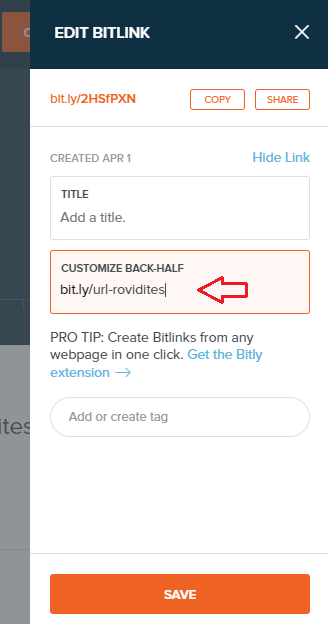 EDIT BITLINK
bit.ly/2HSfPXN
COPY
SHARE
CREATED APR 1
Hide Link
TITLE
Add a title.
CUSTOMIZE BACK-HALF
bit.ly/url-rovidites
PRO TIP: Create Bitlinks from any
webpage in one click. Get the Bitly
extension →
Add or create tag
SAVE